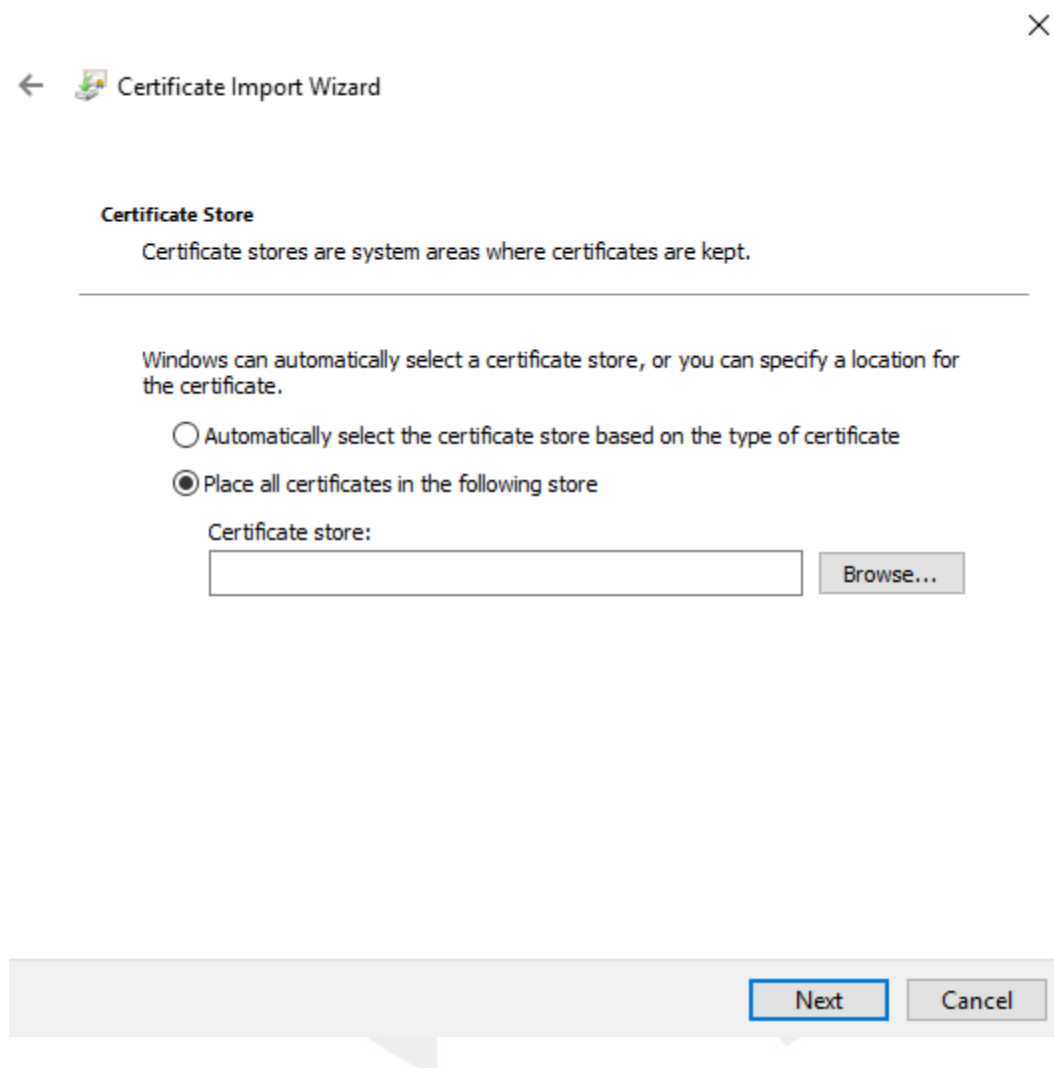 Certificate Import Wizard
Certificate Store
Certificate stores are system areas where certificates are kept.
Windows can automatically select a certificate store, or you can specify a location for
the certificate.
Automatically select the certificate store based on the type of certificate
Place all certificates in the following store
Certificate store:
Browse...
Next
Cancel